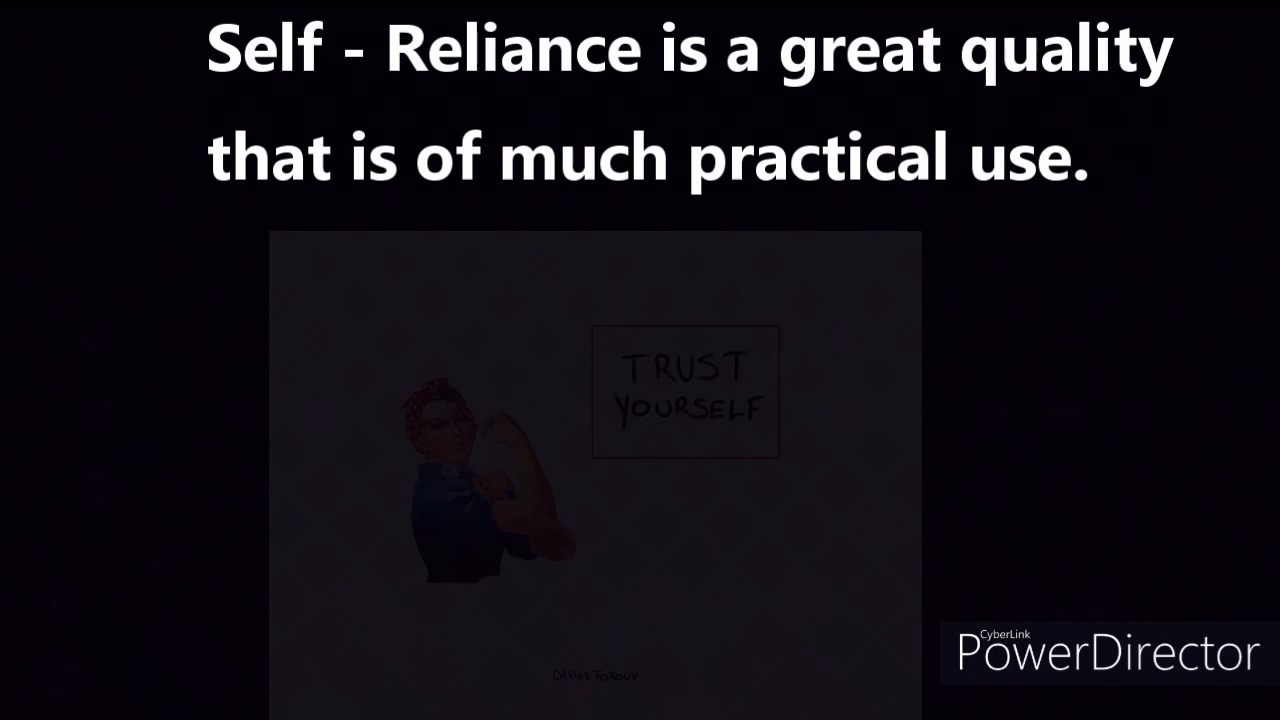 Self - Reliance is a great quality
that is of much practical use.
TRUST
YOURSELF
CyberLink
PowerDirector